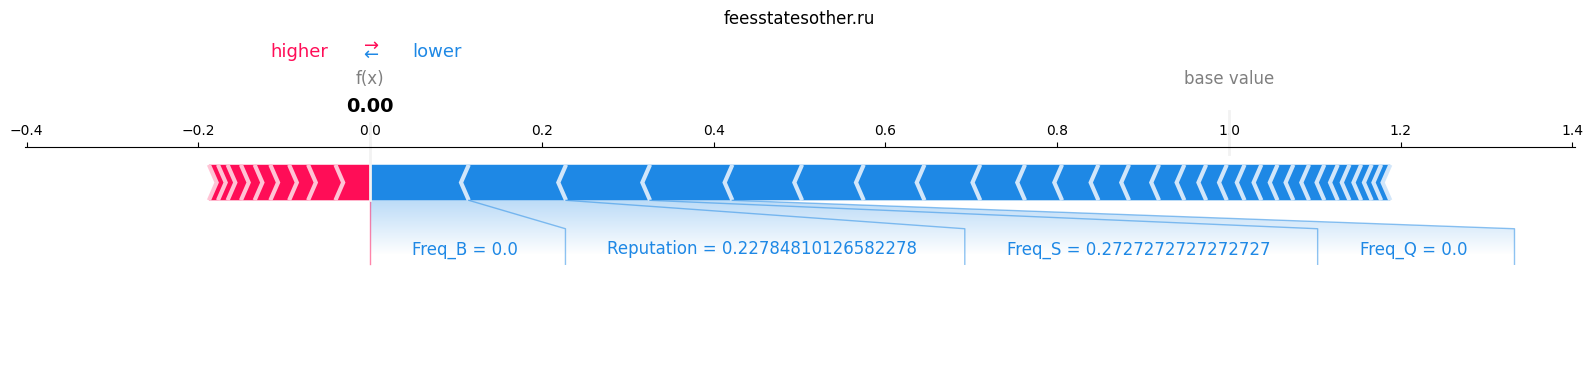 feesstatesother.ru
higher → ← lower
f(x) base value
0.00
−0.4 −0.2 0.0 0.2 0.4 0.6 0.8 1.0 1.2 1.4
Freq_B = 0.0 Reputation = 0.22784810126582278 Freq_S = 0.2727272727272727 Freq_Q = 0.0